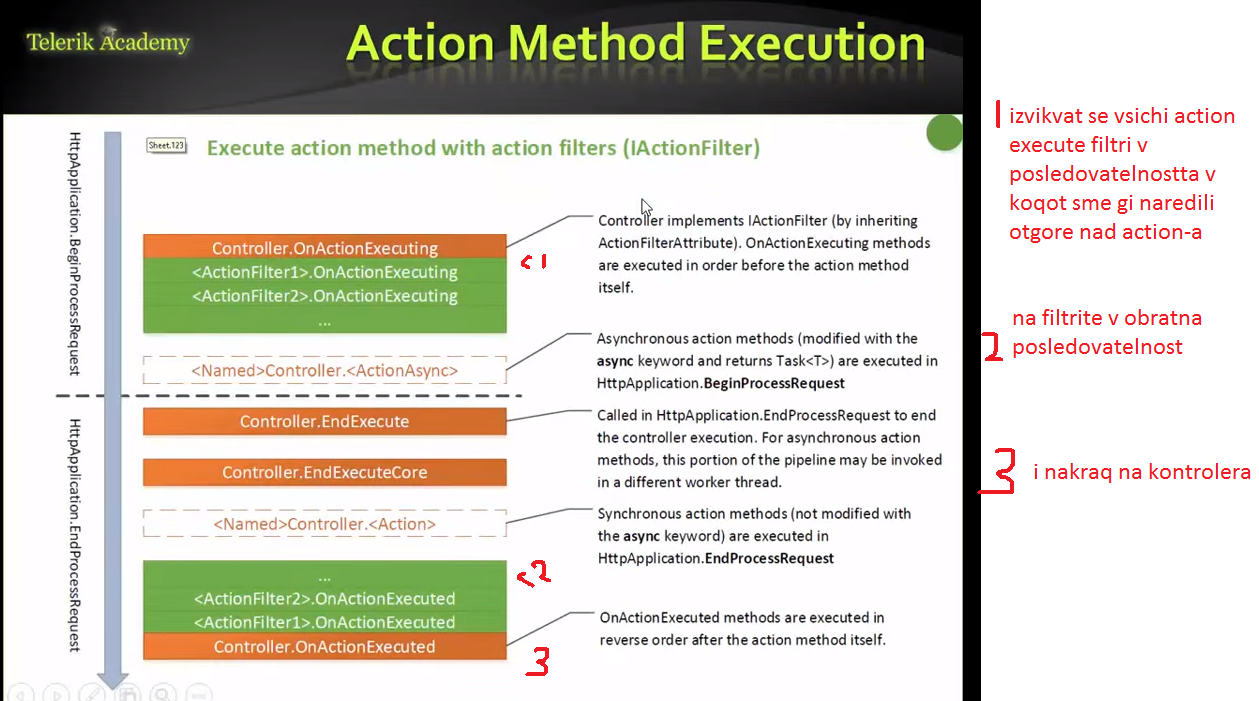 Telerik Academy
Action Method Execution
Sheet.123
Execute action method with action filters (IActionFilter)
HttpApplication.BeginProcessRequest
Controller.OnActionExecuting
<ActionFilter1>.OnActionExecuting
<ActionFilter2>.OnActionExecuting
...
<1
Controller implements IActionFilter (by inheriting
ActionFilterAttribute). OnActionExecuting methods
are executed in order before the action method
itself.
<Named>Controller.<ActionAsync>
Asynchronous action methods (modified with the
async keyword and returns Task<T>) are executed in
HttpApplication.BeginProcessRequest
HttpApplication.EndProcessRequest
Controller.EndExecute
Called in HttpApplication.EndProcessRequest to end
the controller execution. For asynchronous action
methods, this portion of the pipeline may be invoked
in a different worker thread.
Controller.EndExecuteCore
<Named>Controller.<Action>
Synchronous action methods (not modified with
the async keyword) are executed in
HttpApplication.EndProcessRequest
...
<ActionFilter2>.OnActionExecuted
<ActionFilter1>.OnActionExecuted
Controller.OnActionExecuted
<2
3
OnActionExecuted methods are executed in
reverse order after the action method itself.
1
izvikvat se vsichi action
execute filtri v
posledovatelnostta v
koqot sme gi naredili
otgore nad action-a
2
na filtrite v obratna
posledovatelnost
3
i nakraq na kontrolera